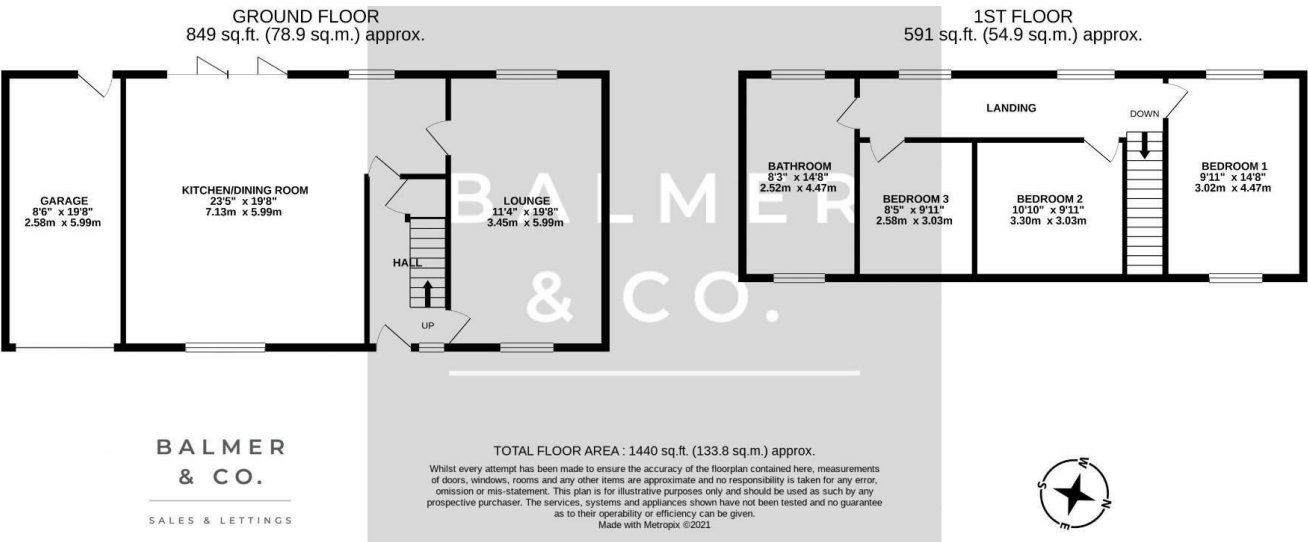 GROUND FLOOR
849 sq.ft. (78.9 sq.m.) approx.
GARAGE
8'6" x 19'8"
2.58m x 5.99m
KITCHEN/DINING ROOM
23'5" x 19'8"
7.13m x 5.99m
HALL
UP
LOUNGE
11'4" x 19'8"
3.45m x 5.99m
1ST FLOOR
591 sq.ft. (54.9 sq.m.) approx.
LANDING
DOWN
BATHROOM
8'3" x 14'8"
2.52m x 4.47m
BEDROOM 3
8'5" x 9'11"
2.58m x 3.03m
BEDROOM 2
10'10" x 9'11"
3.30m x 3.03m
BEDROOM 1
9'11" x 14'8"
3.02m x 4.47m
BALMER
& CO.
BALMER
& CO.
SALES & LETTINGS
TOTAL FLOOR AREA : 1440 sq.ft. (133.8 sq.m.) approx.
Whilst every attempt has been made to ensure the accuracy of the floorplan contained here, measurements
of doors, windows, rooms and any other items are approximate and no responsibility is taken for any error,
omission or mis-statement. This plan is for illustrative purposes only and should be used as such by any
prospective purchaser. The services, systems and appliances shown have not been tested and no guarantee
as to their operability or efficiency can be given.
Made with Metropix ©2021
W
N
S
E